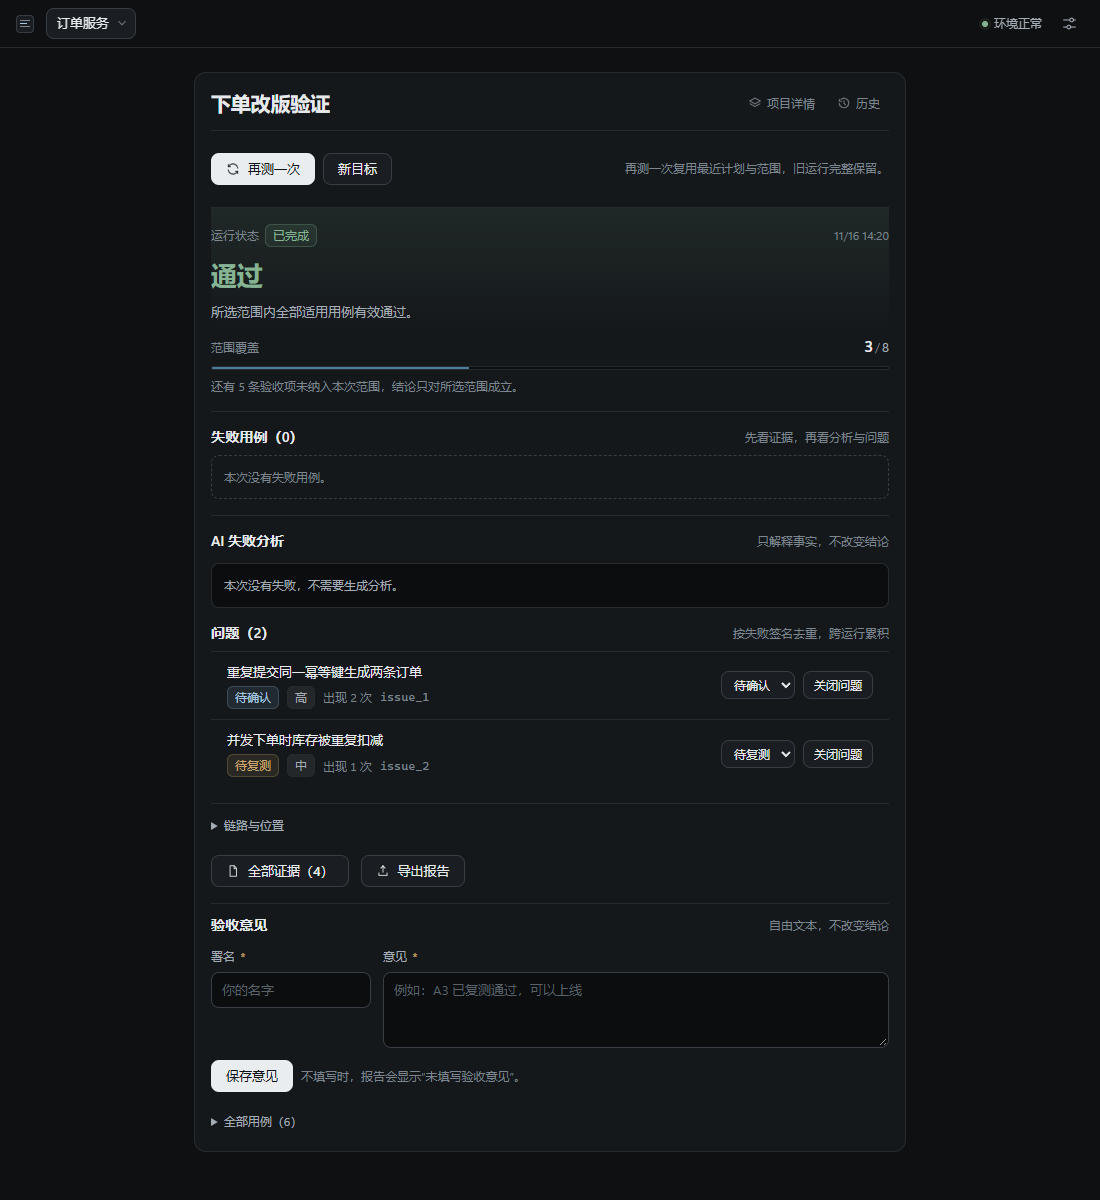 订单服务
环境正常
下单改版验证
项目详情
历史
再测一次
新目标
再测一次复用最近计划与范围，旧运行完整保留。
运行状态
已完成
11/16 14:20
通过
所选范围内全部适用用例有效通过。
范围覆盖
3 / 8
还有 5 条验收项未纳入本次范围，结论只对所选范围成立。
失败用例（0）
先看证据，再看分析与问题
本次没有失败用例。
AI 失败分析
只解释事实，不改变结论
本次没有失败，不需要生成分析。
问题（2）
按失败签名去重，跨运行累积
重复提交同一幂等键生成两条订单
待确认
高
出现 2 次
issue_1
待确认
关闭问题
并发下单时库存被重复扣减
待复测
中
出现 1 次
issue_2
待复测
关闭问题
链路与位置
全部证据（4）
导出报告
验收意见
自由文本，不改变结论
署名 *
意见 *
你的名字
例如：A3 已复测通过，可以上线
保存意见
不填写时，报告会显示“未填写验收意见”。
全部用例（6）